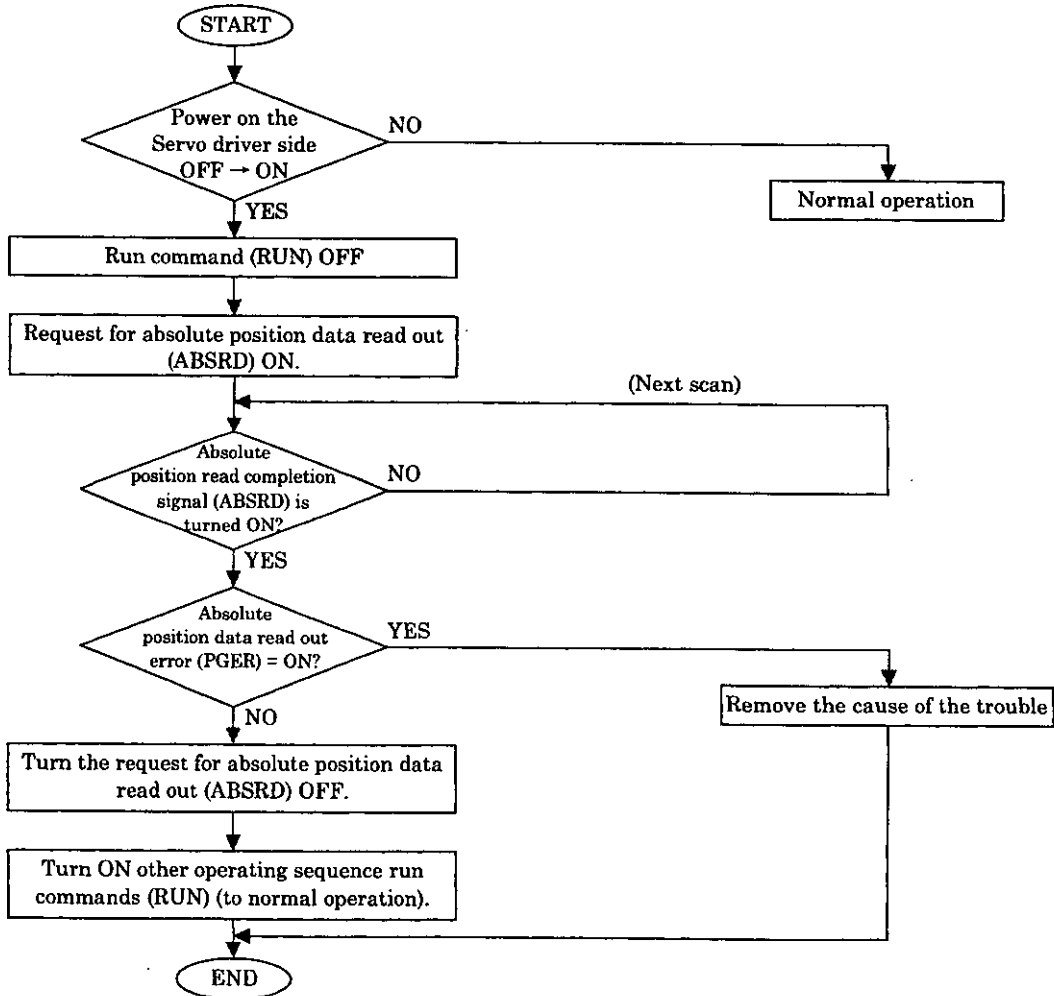 START
Power on the
Servo driver side
OFF → ON
NO
Normal operation
YES
Run command (RUN) OFF
Request for absolute position data read out
(ABSRD) ON.
(Next scan)
Absolute
position read completion
signal (ABSRD) is
turned ON?
NO
YES
Absolute
position data read out
error (PGER) = ON?
YES
Remove the cause of the trouble
NO
Turn the request for absolute position data
read out (ABSRD) OFF.
Turn ON other operating sequence run
commands (RUN) (to normal operation).
END